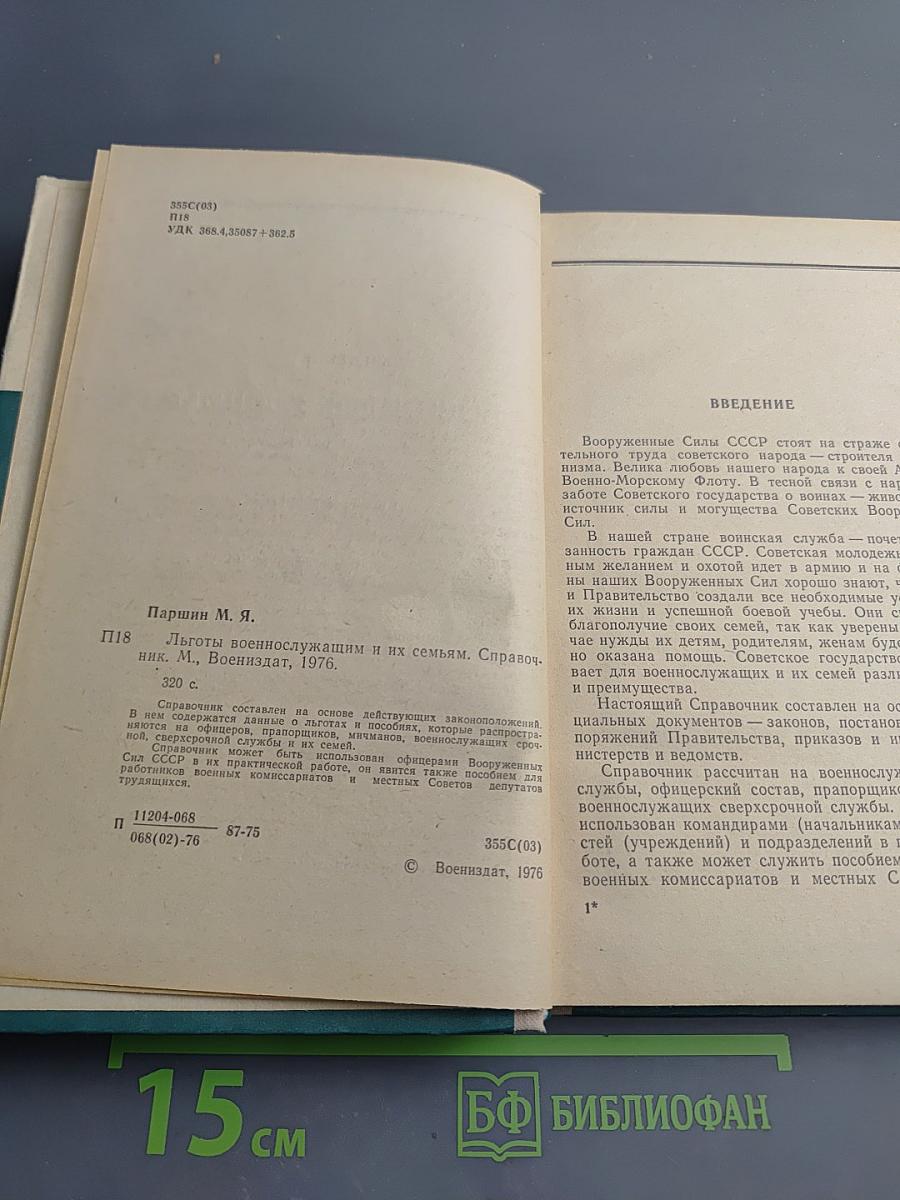 355С(03)
П18
УДК 368.4,35087+362.5
Паршин М. Я.
П18 Льготы военнослужащим и их семьям. Справоч-
ник. М., Воениздат, 1976.
320 с.
Справочник составлен на основе действующих законоположений.
В нем содержатся данные о льготах и пособиях, которые распростра-
няются на офицеров, прапорщиков, мичманов, военнослужащих сроч-
ной, сверхсрочной службы и их семей.
Справочник может быть использован офицерами Вооруженных
Сил СССР в их практической работе, он явится также пособием для
работников военных комиссариатов и местных Советов депутатов
трудящихся.
П 11204-068
068(02)-76 87-75
355С(03)
© Воениздат, 1976
ВВЕДЕНИЕ
Вооруженные Силы СССР стоят на страже
тельного труда советского народа — строителя
низма. Велика любовь нашего народа к своей А
Военно-Морскому Флоту. В тесной связи с нар
заботе Советского государства о воинах — живо
источник силы и могущества Советских Воор
Сил.
В нашей стране воинская служба — почет
занность граждан СССР. Советская молодежь
ным желанием и охотой идет в армию и на
ны наших Вооруженных Сил хорошо знают, ч
и Правительство создали все необходимые у
их жизни и успешной боевой учебы. Они с
благополучие своих семей, так как уверены
чае нужды их детям, родителям, женам буде
но оказана помощь. Советское государство
вает для военнослужащих и их семей разли
и преимущества.
Настоящий Справочник составлен на ос
циальных документов — законов, постанов
поряжений Правительства, приказов и и
нистерств и ведомств.
Справочник рассчитан на военнослуж
службы, офицерский состав, прапорщико
военнослужащих сверхсрочной службы.
использован командирами (начальникам
стей (учреждений) и подразделений в п
боте, а также может служить пособием
военных комиссариатов и местных С
1*
15 см
БФ БИБЛИОФАН